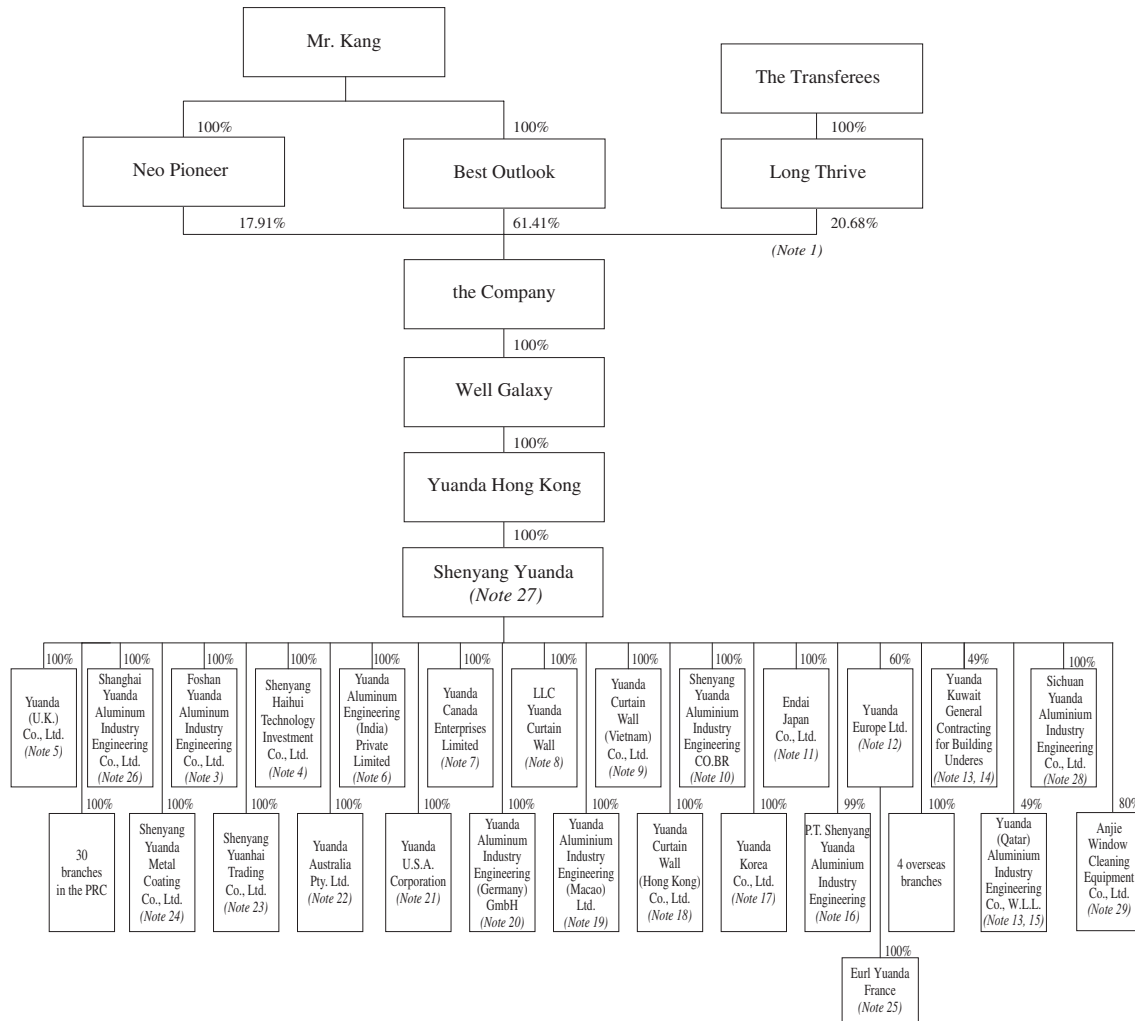 Mr. Kang
The Transferees
100%
100%
100%
Neo Pioneer
Best Outlook
Long Thrive
17.91%
61.41%
20.68%
(Note 1)
the Company
100%
Well Galaxy
100%
Yuanda Hong Kong
100%
Shenyang Yuanda
(Note 27)
100%
Yuanda
(U.K.)
Co., Ltd.
(Note 5)
100%
Shanghai
Yuanda
Aluminum
Industry
Engineering
Co., Ltd.
(Note 26)
100%
Foshan
Yuanda
Aluminum
Industry
Engineering
Co., Ltd.
(Note 3)
100%
Shenyang
Haihui
Technology
Investment
Co., Ltd.
(Note 4)
100%
Yuanda
Aluminum
Engineering
(India)
Private
Limited
(Note 6)
100%
Yuanda
Canada
Enterprises
Limited
(Note 7)
100%
LLC
Yuanda
Curtain
Wall
(Note 8)
100%
Yuanda
Curtain
Wall
(Vietnam)
Co., Ltd.
(Note 9)
100%
Shenyang
Yuanda
Aluminium
Industry
Engineering
CO.BR
(Note 10)
100%
Endai
Japan
Co., Ltd.
(Note 11)
60%
Yuanda
Europe Ltd.
(Note 12)
49%
Yuanda
Kuwait
General
Contracting
for Building
Underes
(Note 13, 14)
100%
Sichuan
Yuanda
Aluminium
Industry
Engineering
Co., Ltd.
(Note 28)
100%
30
branches
in the PRC
100%
Shenyang
Yuanda
Metal
Coating
Co., Ltd.
(Note 24)
100%
Shenyang
Yuanhai
Trading
Co., Ltd.
(Note 23)
100%
Yuanda
Australia
Pty. Ltd.
(Note 22)
100%
Yuanda
U.S.A.
Corporation
(Note 21)
100%
Yuanda
Aluminum
Industry
Engineering
(Germany)
GmbH
(Note 20)
100%
Yuanda
Aluminium
Industry
Engineering
(Macao)
Ltd.
(Note 19)
100%
Yuanda
Curtain
Wall
(Hong Kong)
Co., Ltd.
(Note 18)
100%
Yuanda
Korea
Co., Ltd.
(Note 17)
99%
P.T. Shenyang
Yuanda
Aluminium
Industry
Engineering
(Note 16)
100%
4 overseas
branches
49%
Yuanda
(Qatar)
Aluminium
Industry
Engineering
Co., W.L.L.
(Note 13, 15)
80%
Anjie
Window
Cleaning
Equipment
Co., Ltd.
(Note 29)
100%
Eurl Yuanda
France
(Note 25)